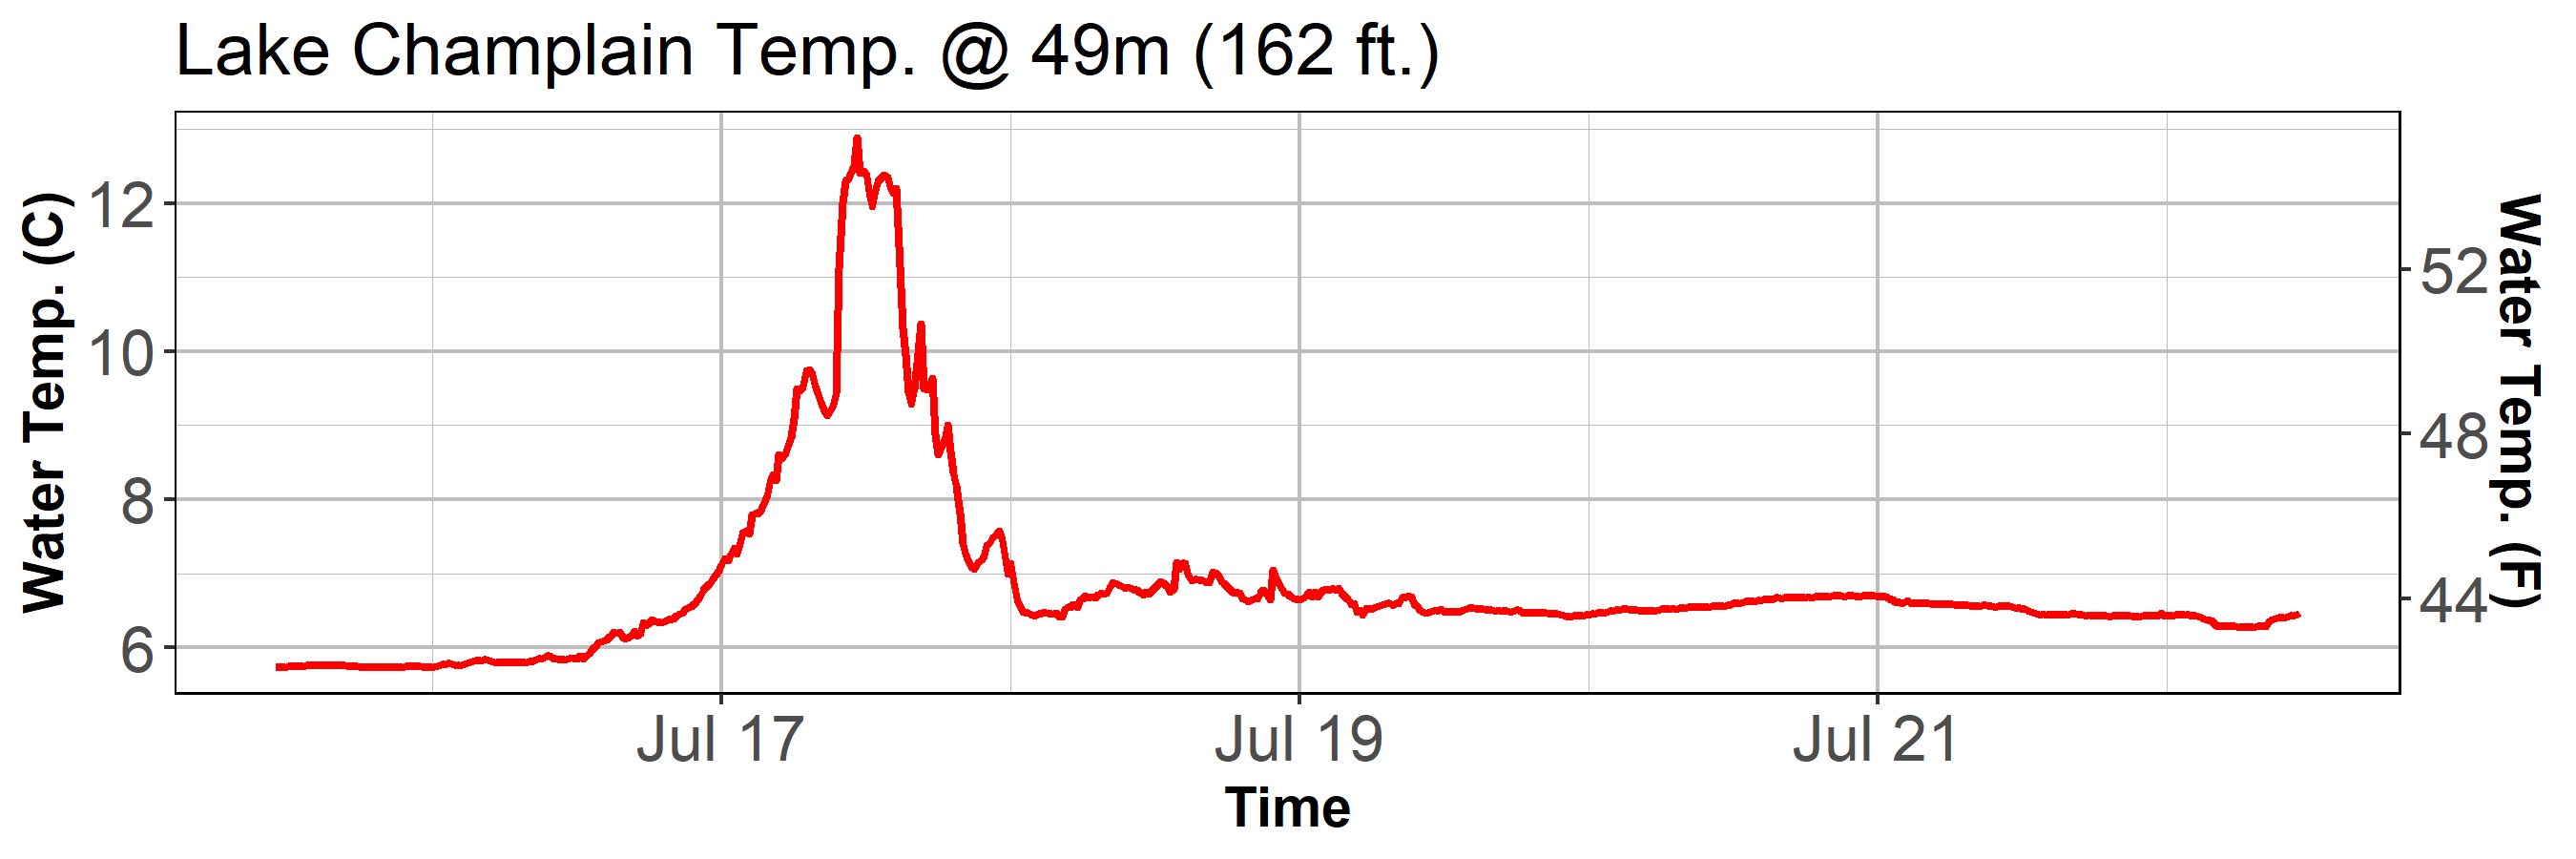 Lake Champlain Temp. @ 49m (162 ft.)
Water Temp. (C)
12
10
8
6
52
48
44
Water Temp. (F)
Jul 17
Jul 19
Jul 21
Time